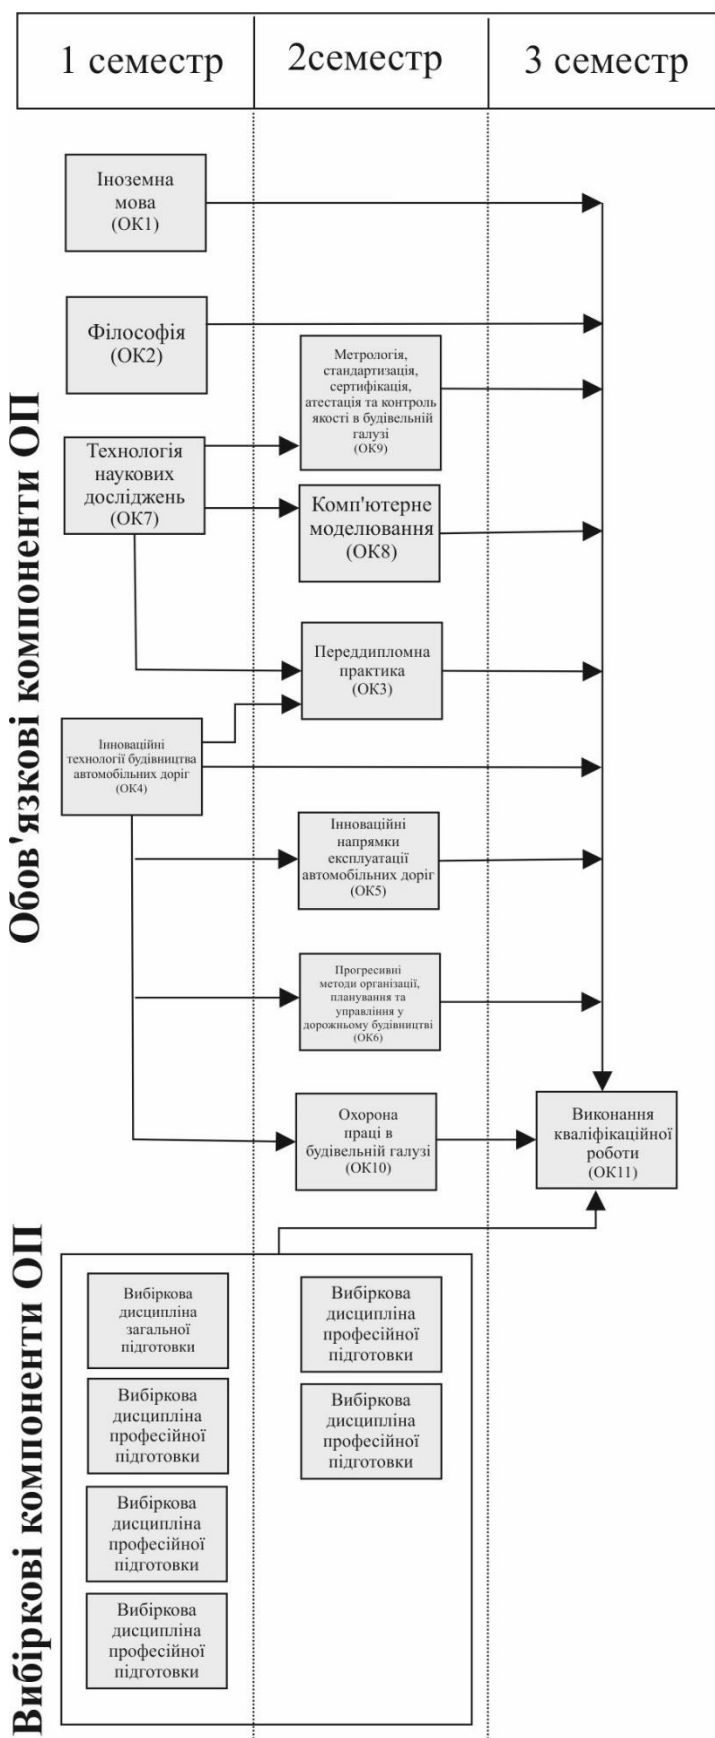 1 семестр
2семестр
3 семестр
Обов'язкові компоненти ОП
Іноземна
мова
(ОК1)
Філософія
(ОК2)
Метрологія,
стандартизація,
сертифікація,
атестація та контроль
якості в будівельній
галузі
(ОК9)
Технологія
наукових
досліджень
(ОК7)
Комп'ютерне
моделювання
(ОК8)
Переддипломна
практика
(ОК3)
Інноваційні
технології будівництва
автомобільних доріг
(ОК4)
Інноваційні
напрямки
експлуатації
автомобільних доріг
(ОК5)
Прогресивні
методи організації,
планування та
управління у
дорожньому будівництві
(ОК6)
Охорона
праці в
будівельній галузі
(ОК10)
Виконання
кваліфікаційної
роботи
(ОК11)
Вибіркові компоненти ОП
Вибіркова
дисципліна
загальної
підготовки
Вибіркова
дисципліна
професійної
підготовки
Вибіркова
дисципліна
професійної
підготовки
Вибіркова
дисципліна
професійної
підготовки
Вибіркова
дисципліна
професійної
підготовки
Вибіркова
дисципліна
професійної
підготовки